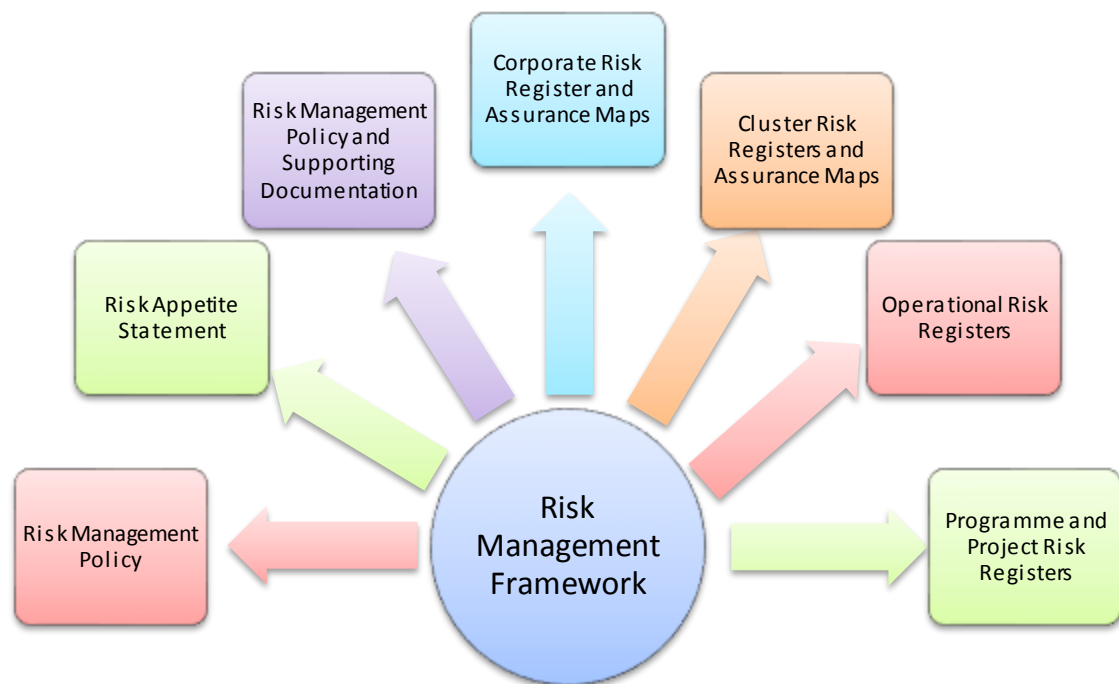 Corporate Risk
Register and
Assurance Maps
Risk Management
Policy and
Supporting
Documentation
Cluster Risk
Registers and
Assurance Maps
Risk Appetite
Statement
Operational Risk
Registers
Risk Management
Policy
Risk
Management
Framework
Programme and
Project Risk
Registers